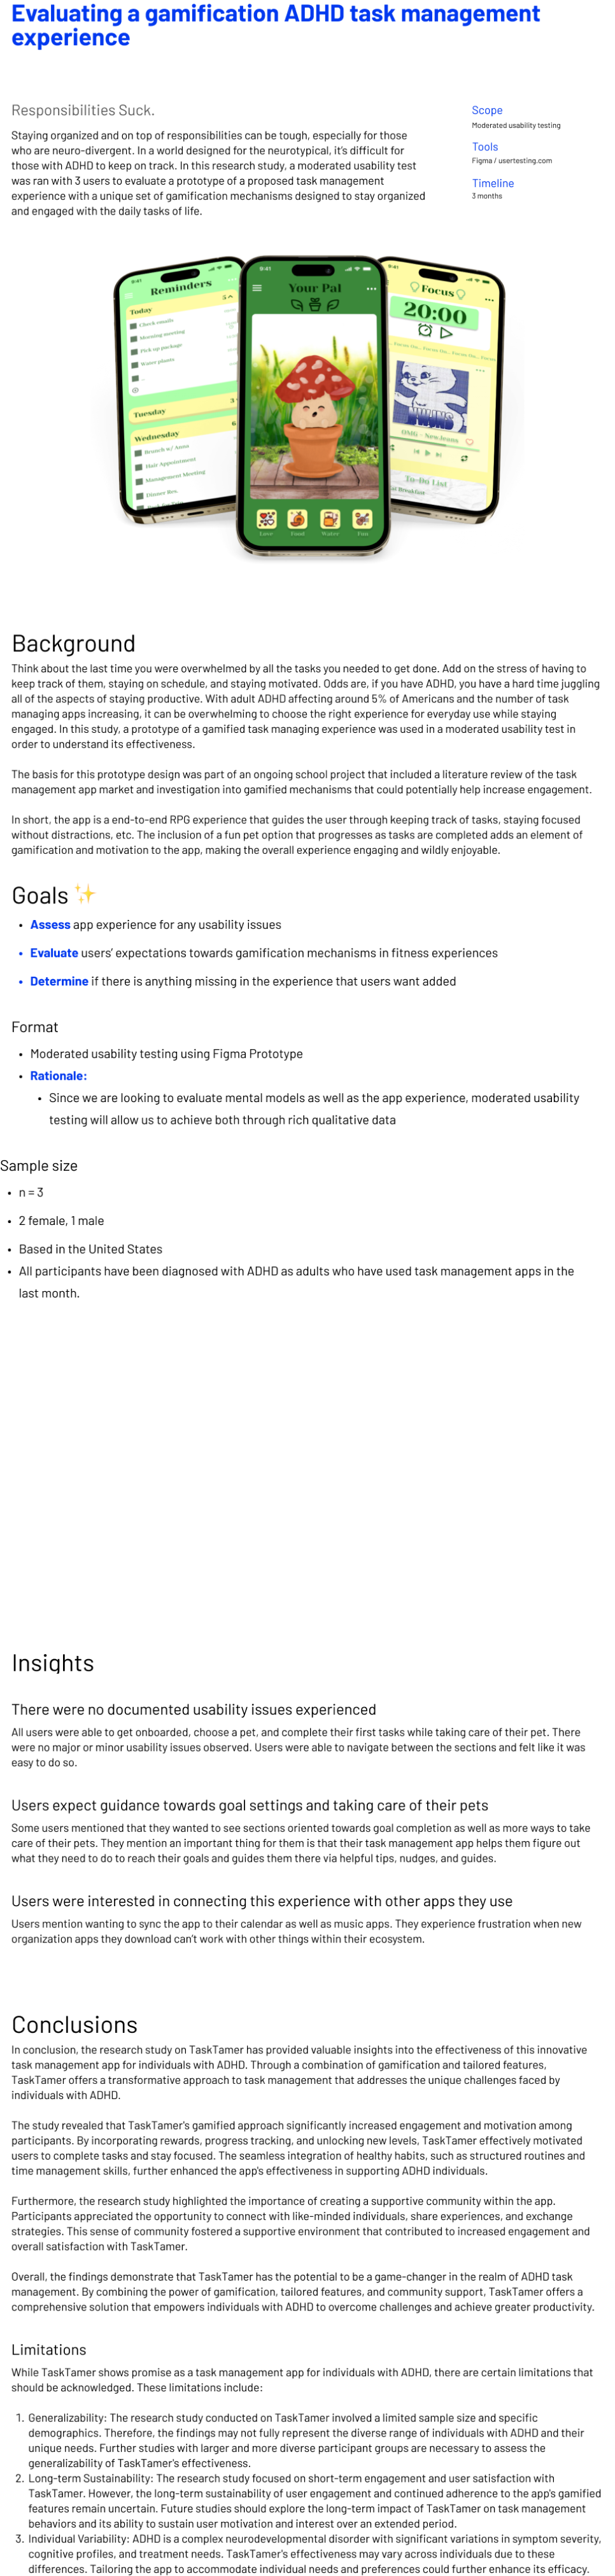 Evaluating a gamification ADHD task management
experience
Responsibilities Suck.
Staying organized and on top of responsibilities can be tough, especially for those
who are neuro-divergent. In a world designed for the neurotypical, it's difficult for
those with ADHD to keep on track. In this research study, a moderated usability test
was ran with 3 users to evaluate a prototype of a proposed task management
experience with a unique set of gamification mechanisms designed to stay organized
and engaged with the daily tasks of life.
Scope
Moderated usability testing
Tools
Figma / usertesting.com
Timeline
3 months
9:41
Reminders
Today
5
Check emails
Morning meeting
Pick up package
Water plants
Tuesday
3
Wednesday
6
Brunch w/ Anna
Hair Appointment
Management Meeting
Dinner Res.
9:41
Your Pal
Love
Food
Water
Fun
9:41
Focus
20:00
OMG - NewJeans
To-Do List
Background
Think about the last time you were overwhelmed by all the tasks you needed to get done. Add on the stress of having to
keep track of them, staying on schedule, and staying motivated. Odds are, if you have ADHD, you have a hard time juggling
all of the aspects of staying productive. With adult ADHD affecting around 5% of Americans and the number of task
managing apps increasing, it can be overwhelming to choose the right experience for everyday use while staying
engaged. In this study, a prototype of a gamified task managing experience was used in a moderated usability test in
order to understand its effectiveness.
The basis for this prototype design was part of an ongoing school project that included a literature review of the task
management app market and investigation into gamified mechanisms that could potentially help increase engagement.
In short, the app is a end-to-end RPG experience that guides the user through keeping track of tasks, staying focused
without distractions, etc. The inclusion of a fun pet option that progresses as tasks are completed adds an element of
gamification and motivation to the app, making the overall experience engaging and wildly enjoyable.
Goals ✨
• Assess app experience for any usability issues
• Evaluate users' expectations towards gamification mechanisms in fitness experiences
• Determine if there is anything missing in the experience that users want added
Format
• Moderated usability testing using Figma Prototype
• Rationale:
• Since we are looking to evaluate mental models as well as the app experience, moderated usability
testing will allow us to achieve both through rich qualitative data
Sample size
• n = 3
• 2 female, 1 male
• Based in the United States
• All participants have been diagnosed with ADHD as adults who have used task management apps in the
last month.
Insights
There were no documented usability issues experienced
All users were able to get onboarded, choose a pet, and complete their first tasks while taking care of their pet. There
were no major or minor usability issues observed. Users were able to navigate between the sections and felt like it was
easy to do so.
Users expect guidance towards goal settings and taking care of their pets
Some users mentioned that they wanted to see sections oriented towards goal completion as well as more ways to take
care of their pets. They mention an important thing for them is that their task management app helps them figure out
what they need to do to reach their goals and guides them there via helpful tips, nudges, and guides.
Users were interested in connecting this experience with other apps they use
Users mention wanting to sync the app to their calendar as well as music apps. They experience frustration when new
organization apps they download can't work with other things within their ecosystem.
Conclusions
In conclusion, the research study on TaskTamer has provided valuable insights into the effectiveness of this innovative
task management app for individuals with ADHD. Through a combination of gamification and tailored features,
TaskTamer offers a transformative approach to task management that addresses the unique challenges faced by
individuals with ADHD.
The study revealed that TaskTamer's gamified approach significantly increased engagement and motivation among
participants. By incorporating rewards, progress tracking, and unlocking new levels, TaskTamer effectively motivated
users to complete tasks and stay focused. The seamless integration of healthy habits, such as structured routines and
time management skills, further enhanced the app's effectiveness in supporting ADHD individuals.
Furthermore, the research study highlighted the importance of creating a supportive community within the app.
Participants appreciated the opportunity to connect with like-minded individuals, share experiences, and exchange
strategies. This sense of community fostered a supportive environment that contributed to increased engagement and
overall satisfaction with TaskTamer.
Overall, the findings demonstrate that TaskTamer has the potential to be a game-changer in the realm of ADHD task
management. By combining the power of gamification, tailored features, and community support, TaskTamer offers a
comprehensive solution that empowers individuals with ADHD to overcome challenges and achieve greater productivity.
Limitations
While TaskTamer shows promise as a task management app for individuals with ADHD, there are certain limitations that
should be acknowledged. These limitations include:
1. Generalizability: The research study conducted on TaskTamer involved a limited sample size and specific
demographics. Therefore, the findings may not fully represent the diverse range of individuals with ADHD and their
unique needs. Further studies with larger and more diverse participant groups are necessary to assess the
generalizability of TaskTamer's effectiveness.
2. Long-term Sustainability: The research study focused on short-term engagement and user satisfaction with
TaskTamer. However, the long-term sustainability of user engagement and continued adherence to the app's gamified
features remain uncertain. Future studies should explore the long-term impact of TaskTamer on task management
behaviors and its ability to sustain user motivation and interest over an extended period.
3. Individual Variability: ADHD is a complex neurodevelopmental disorder with significant variations in symptom severity,
cognitive profiles, and treatment needs. TaskTamer's effectiveness may vary across individuals due to these
differences. Tailoring the app to accommodate individual needs and preferences could further enhance its efficacy.